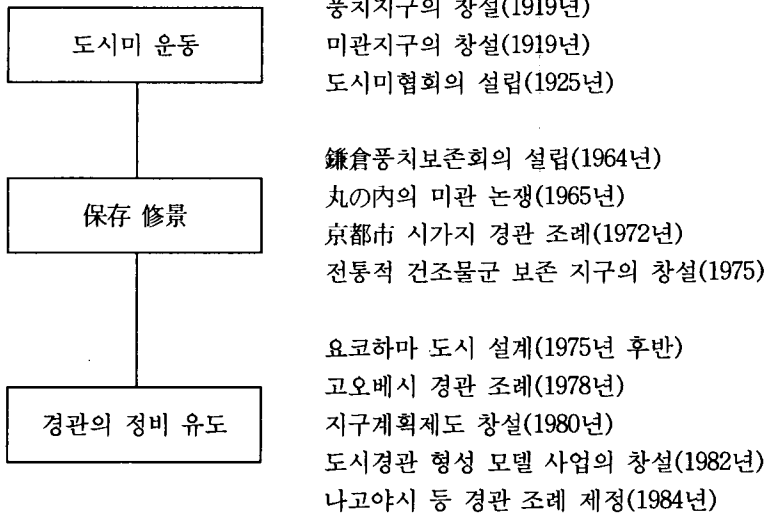 풍치지구의 창설(1919년)
도시미 운동
미관지구의 창설(1919년)
도시미협회의 설립(1925년)
鎌倉풍치보존회의 설립(1964년)
丸の内의 미관 논쟁(1965년)
保存 修景
京都市 시가지 경관 조례(1972년)
전통적 건조물군 보존 지구의 창설(1975)
요코하마 도시 설계(1975년 후반)
고오베시 경관 조례(1978년)
경관의 정비 유도
지구계획제도 창설(1980년)
도시경관 형성 모델 사업의 창설(1982년)
나고야시 등 경관 조례 제정(1984년)